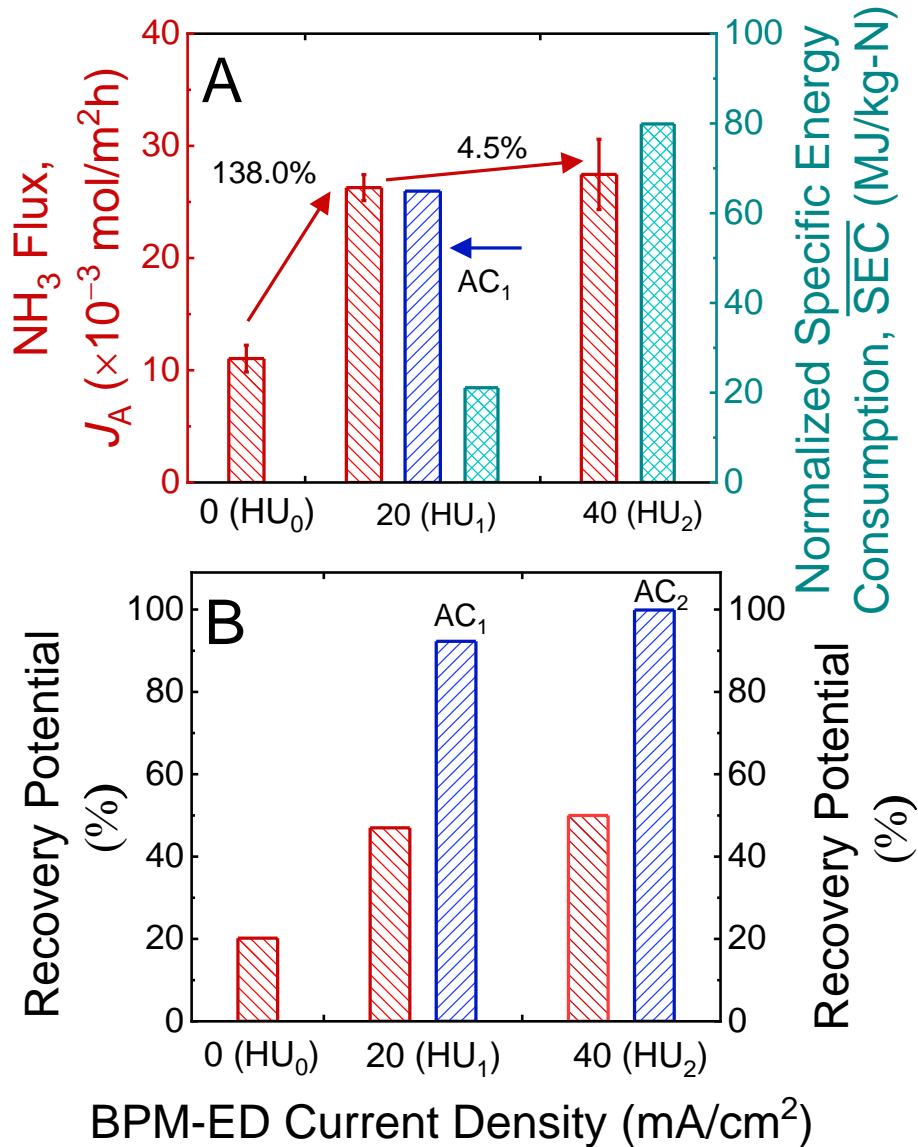 A
NH₃ Flux,
J_A (×10⁻³ mol/m²h)
40
30
20
10
0
138.0%
4.5%
AC₁
100
80
60
40
20
0
Normalized Specific Energy
Consumption, S̅E̅C̅ (MJ/kg-N)
0 (HU₀)
20 (HU₁)
40 (HU₂)
B
Recovery Potential
(%)
100
80
60
40
20
0
AC₁
AC₂
100
80
60
40
20
0
Recovery Potential
(%)
0 (HU₀)
20 (HU₁)
40 (HU₂)
BPM-ED Current Density (mA/cm²)